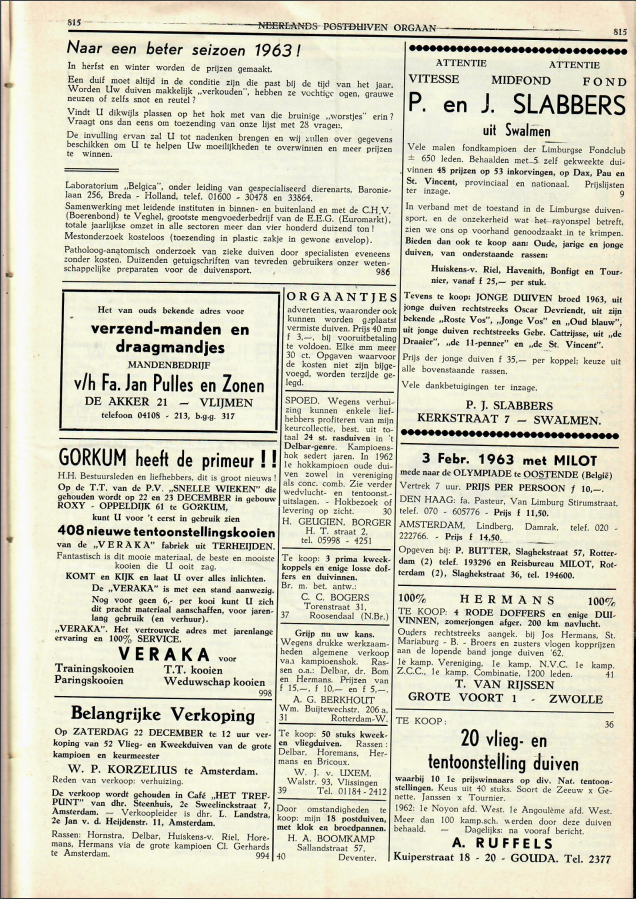 815
NEERLANDS POSTDUIVEN ORGAAN
815
Naar een beter seizoen 1963!
In herfst en winter worden de prijzen gemaakt.
Een duif moet altijd in de conditie zijn die past bij de tijd van het jaar.
Worden Uw duiven makkelijk „verkouden", hebben ze vochtige ogen, grauwe
neuzen of zelfs snot en reutel ?
Vindt U dikwijls plassen op het hok met van die bruinige „worstjes" erin ?
Vraagt ons dan eens om toezending van onze lijst met 28 vragen.
De invulling ervan zal U tot nadenken brengen en wij zullen over gegevens
beschikken om U te helpen Uw moeilijkheden te overwinnen en meer prijzen
te winnen.
Laboratorium „Belgica", onder leiding van gespecialiseerd dierenarts, Baronie-
laan 256, Breda - Holland, telef. 01600 - 30478 en 33864.
Samenwerking met leidende instituten in binnen- en buitenland en met de C.H.V.
(Boerenbond) te Veghel, grootste mengvoederbedrijf van de E.E.G. (Euromarkt),
totale jaarlijkse omzet in alle sectoren meer dan vier honderd duizend ton !
Mestonderzoek kosteloos (toezending in plastic zakje in gewone envelop).
Patholoog-anatomisch onderzoek van zieke duiven door specialisten eveneens
zonder kosten. Duizenden getuigschriften van tevreden gebruikers onzer weten-
schappelijke preparaten voor de duivensport. 986
Het van ouds bekende adres voor
verzend-manden en
draagmandjes
MANDENBEDRIJF
v/h Fa. Jan Pulles en Zonen
DE AKKER 21 — VLIJMEN
telefoon 04108 - 213, b.g.g. 317
GORKUM heeft de primeur !!
H.H. Bestuursleden en liefhebbers, dit is groot nieuws !
Op de T.T. van de P.V. „SNELLE WIEKEN" die
gehouden wordt op 22 en 23 DECEMBER in gebouw
ROXY - OPPELDIJK 61 te GORKUM,
kunt U voor 't eerst in gebruik zien
408 nieuwe tentoonstellingskooien
van de „VERAKA" fabriek uit TERHEIJDEN.
Fantastisch is dit mooie materiaal, de beste en mooiste
kooien die U ooit zag.
KOMT en KIJK en laat U over alles inlichten.
De „VERAKA" is met een stand aanwezig.
Nog voor geen 6,- per kooi kunt U zich
dit pracht materiaal aanschaffen, voor jaren-
lang gebruik (en verhuur).
„VERAKA". Het vertrouwde adres met jarenlange
ervaring en 100% SERVICE.
VERAKA voor
Trainingskooien T.T. kooien
Paringskooien Weduwschap kooien
998
Belangrijke Verkoping
Op ZATERDAG 22 DECEMBER te 12 uur ver-
koping van 52 Vlieg- en Kweekduiven van de grote
kampioen en keurmeester
W. P. KORZELIUS te Amsterdam.
Reden van verkoop: verhuizing.
De verkoop wordt gehouden in Café „HET TREF-
PUNT" van dhr. Steenhuis, 2e Sweelinckstraat 7,
Amsterdam. — Verkoopleider is dhr. L. Landstra,
2e Jan v. d. Heijdenstr. 11, Amsterdam.
Rassen: Hornstra, Delbar, Huiskens-v. Riel, Hore-
mans, Hermans via de grote kampioen Cl. Gerhards
te Amsterdam. 994
ORGAANTJES
advertenties, waaronder ook
kunnen worden geplaatst
vermiste duiven. Prijs 40 mm
f 3,—, bij vooruitbetaling
te voldoen. Elke mm meer
30 ct. Opgaven waarvoor
de kosten niet zijn bijge-
voegd, worden terzijde ge-
legd.
SPOED. Wegens verhui-
zing kunnen enkele lief-
hebbers profiteren van mijn
keurcollectie, best. uit to-
taal 24 st. rasduiven in 't
Delbar-genre. Kampioens-
hok sedert jaren. In 1962
1e hokkampioen oude dui-
ven zowel in vereniging
als conc. comb. Zie verder
wedvlucht- en tentoonst.-
uitslagen. - Hokbezoek of
levering op zicht. 30
H. GEUGIEN, BORGER
H. T. straat 2.
tel. 05998 - 4251
Te koop: 3 prima kweek-
koppels en enige losse dof-
fers en duivinnen.
Br. m. bet. antw.:
C. C. BOGERS
Torenstraat 31,
37 Roosendaal (N.Br.)
Grijp nu uw kans.
Wegens drukke werkzaam-
heden algemene verkoop
v.a. kampioenshok. Ras-
sen o.a.: Delbar, dr. Bom
en Hermans. Prijzen van
f 15,—, f 10,— en f 5,—.
A. G. BERKHOUT
Wm. Buijtewechstr. 206 a.
31 Rotterdam-W.
Te koop: 50 stuks kweek-
en vliegduiven. Rassen :
Delbar, Horemans, Her-
mans en Bricoux.
W. J. v. UXEM,
Walstr. 93, Vlissingen
39 Tel. 01184 - 2412
Door omstandigheden te
koop: mijn 18 postduiven,
met klok en broedpannen.
H. A. BOOMKAMP
Sallandstraat 57,
40 Deventer.
ATTENTIE ATTENTIE
VITESSE MIDFOND FOND
P. en J. SLABBERS
uit Swalmen
Vele malen fondkampioen der Limburgse Fondclub
± 650 leden. Behaalden met 5 zelf gekweekte dui-
vinnen 48 prijzen op 53 inkorvingen, op Dax, Pau en
St. Vincent, provinciaal en nationaal. Prijslijsten
ter inzage. 9
In verband met de toestand in de Limburgse duiven-
sport, en de onzekerheid wat het rayonspel betreft,
zien we ons op voorhand genoodzaakt in te krimpen.
Bieden dan ook te koop aan: Oude, jarige en jonge
duiven, van onderstaande rassen:
Huiskens-v. Riel, Havenith, Bonfigt en Tour-
nier, vanaf f 25,— per stuk.
Tevens te koop: JONGE DUIVEN broed 1963, uit
jonge duiven rechtstreeks Oscar Devriendt, uit zijn
bekende „Roste Vos", „Jonge Vos" en „Oud blauw",
uit jonge duiven rechtstreeks Gebr. Cattrijsse, uit „de
Draaier", „de 11-penner" en „de St. Vincent".
Prijs der jonge duiven f 35,— per koppel; keuze uit
alle bovenstaande rassen.
Vele dankbetuigingen ter inzage.
P. J. SLABBERS
KERKSTRAAT 7 — SWALMEN.
3 Febr. 1963 met MILOT
mede naar de OLYMPIADE te OOSTENDE (België)
Vertrek 7 uur. PRIJS PER PERSOON f 10,—.
DEN HAAG: fa. Pasteur, Van Limburg Stirumstraat,
telef. 070 - 605776 - Prijs f 11,50.
AMSTERDAM, Lindberg, Damrak, telef. 020 -
222766. - Prijs f 14,50.
Opgeven bij: P. BUTTER, Slaghekstraat 57, Rotter-
dam (2) telef. 193296 en Reisbureau MILOT, Rot-
terdam (2), Slaghekstraat 36, tel. 194600.
100% HERMANS 100%
TE KOOP: 4 RODE DOFFERS en enige DUI-
VINNEN, zomerjongen afger. 200 km navlucht.
Ouders rechtstreeks aangek. bij Jos Hermans, St.
Mariaburg - B. - Broers en zusters vlogen kopprijzen
aan de lopende band jonge duiven '62.
1e kamp. Vereniging, 1e kamp. N.V.C. 1e kamp.
Z.C.C., 1e kamp. Combinatie, 1200 leden. 41
T. VAN RIJSSEN
GROTE VOORT 1 - ZWOLLE
TE KOOP: 36
20 vlieg- en
tentoonstelling duiven
waarbij 10 1e prijswinnaars op div. Nat. tentoon-
stellingen. Keus uit 40 stuks. Soort de Zeeuw x Ge-
nette, Janssen x Tournier.
1962: 1e Noyon afd. West. 1e Angoulème afd. West.
Meer dan 100 kamp.sch. werden door deze duiven
behaald. — Dagelijks: na vooraf bericht.
A. RUFFELS
Kuiperstraat 18 - 20 - GOUDA. Tel. 2377